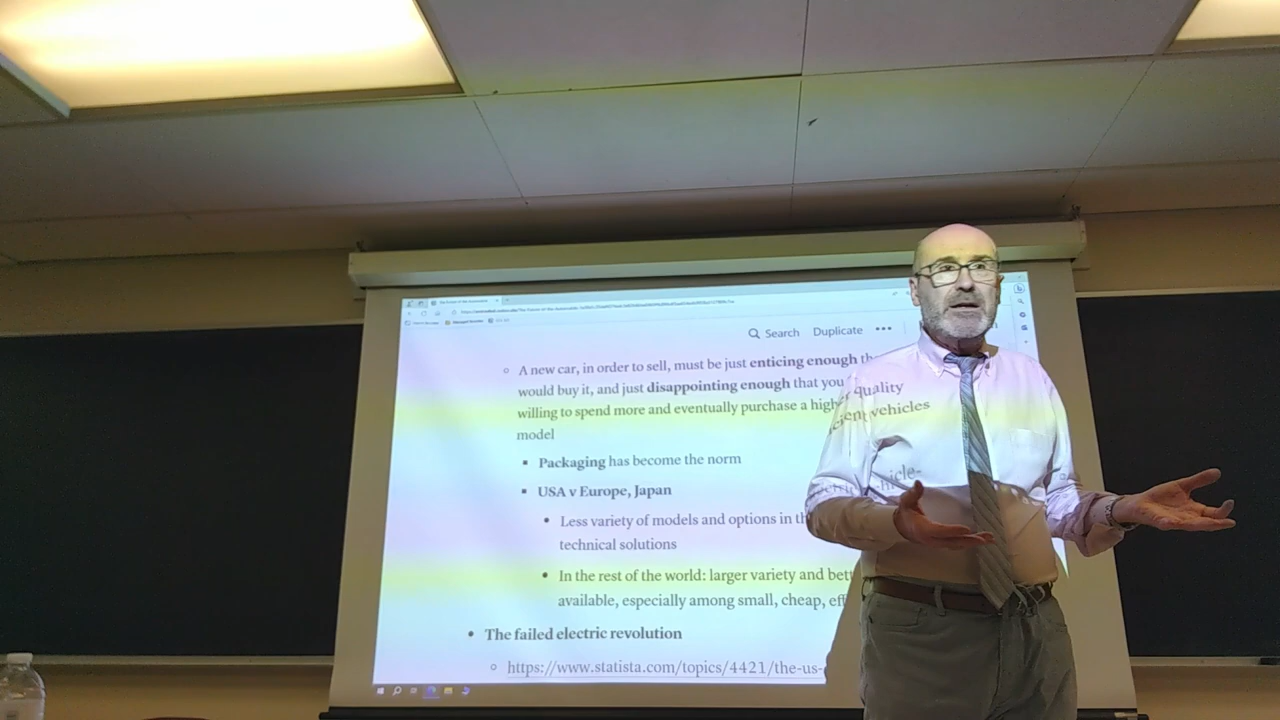 Search Duplicate
A new car, in order to sell, must be just enticing enough th
would buy it, and just disappointing enough that you
willing to spend more and eventually purchase a higher quality
model
Packaging has become the norm
USA v Europe, Japan
Less variety of models and options in th
technical solutions
In the rest of the world: larger variety and bett
available, especially among small, cheap, eff icient vehicles
The failed electric revolution
https://www.statista.com/topics/4421/the-us-